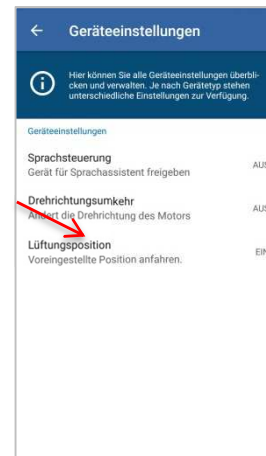 Geräteeinstellungen
Hier können Sie alle Geräteeinstellungen überbli-
cken und verwalten. Je nach Gerätetyp stehen
unterschiedliche Einstellungen zur Verfügung.
Geräteeinstellungen
Sprachsteuerung
Gerät für Sprachassistent freigeben
AUS
Drehrichtungsumkehr
Ändert die Drehrichtung des Motors
AUS
Lüftungsposition
Voreingestellte Position anfahren.
EIN